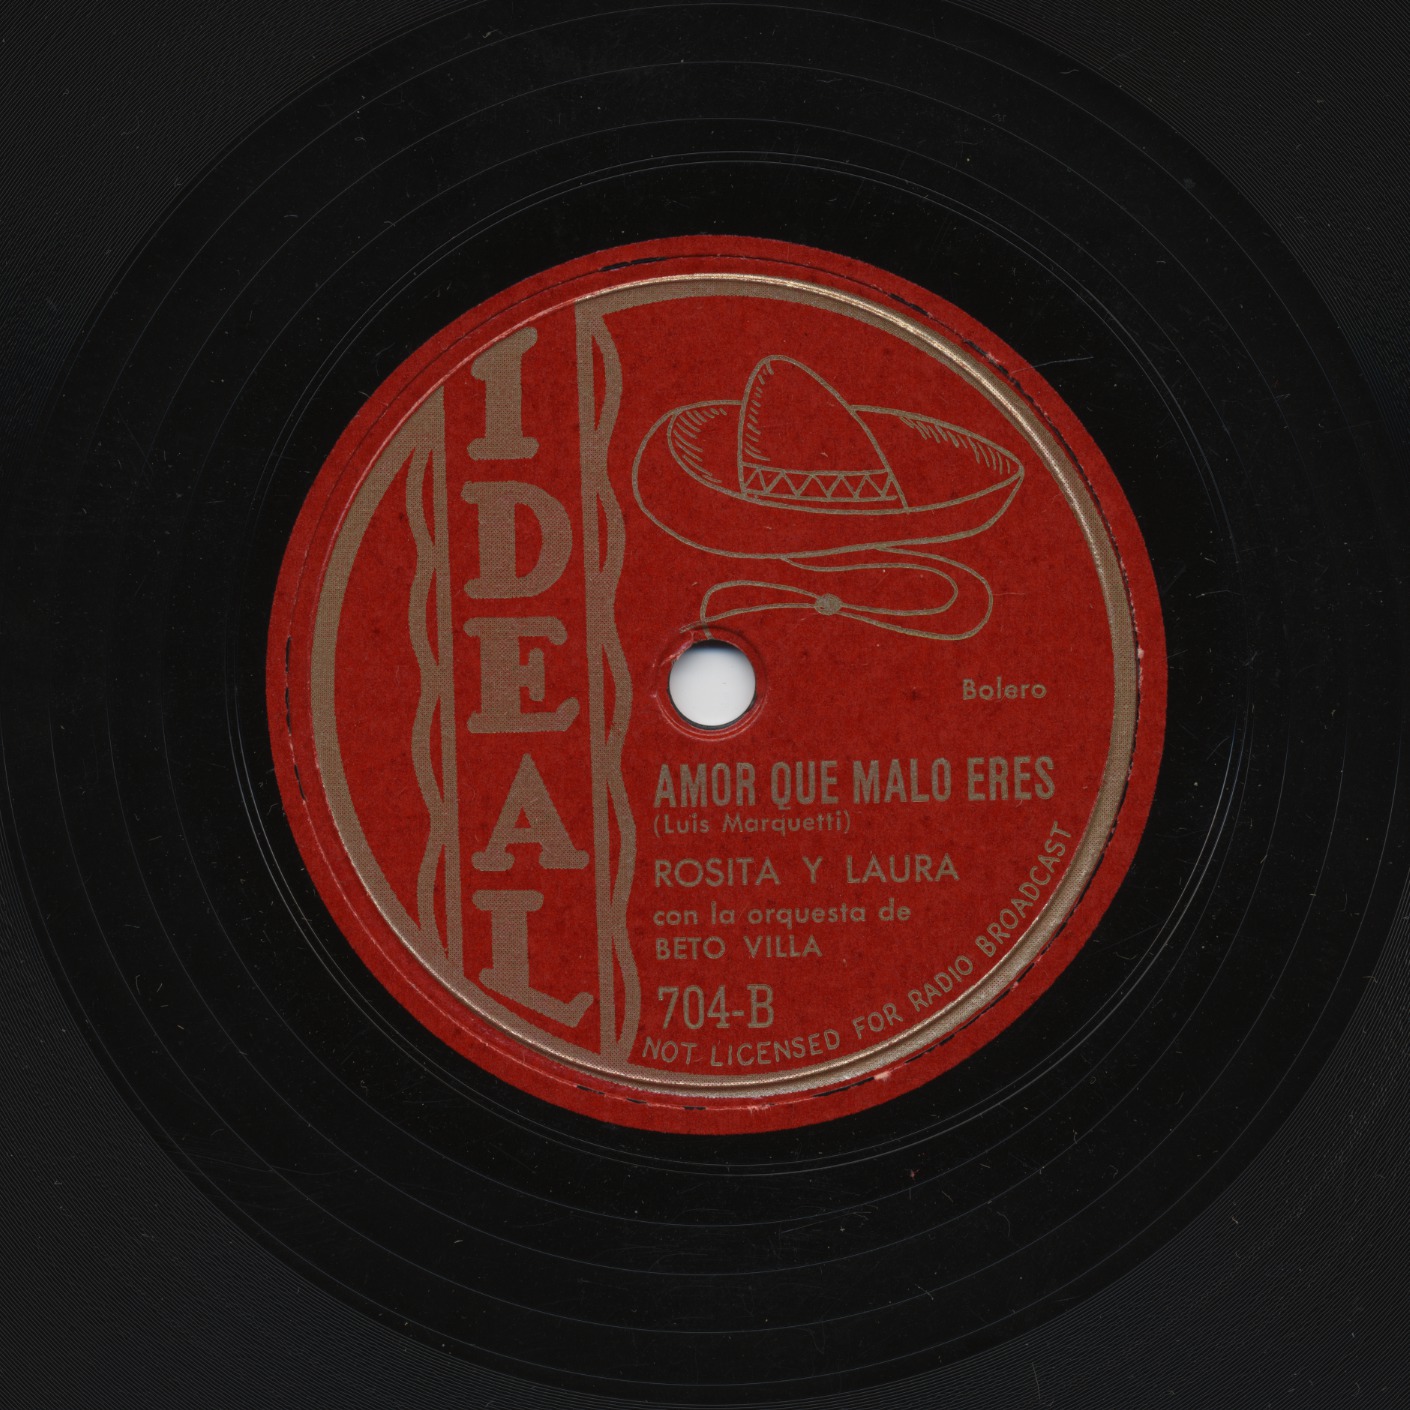 IDEAL
Bolero
AMOR QUE MALO ERES
(Luis Marquetti)
ROSITA Y LAURA
con la orquesta de
BETO VILLA
704-B
NOT LICENSED FOR RADIO BROADCAST